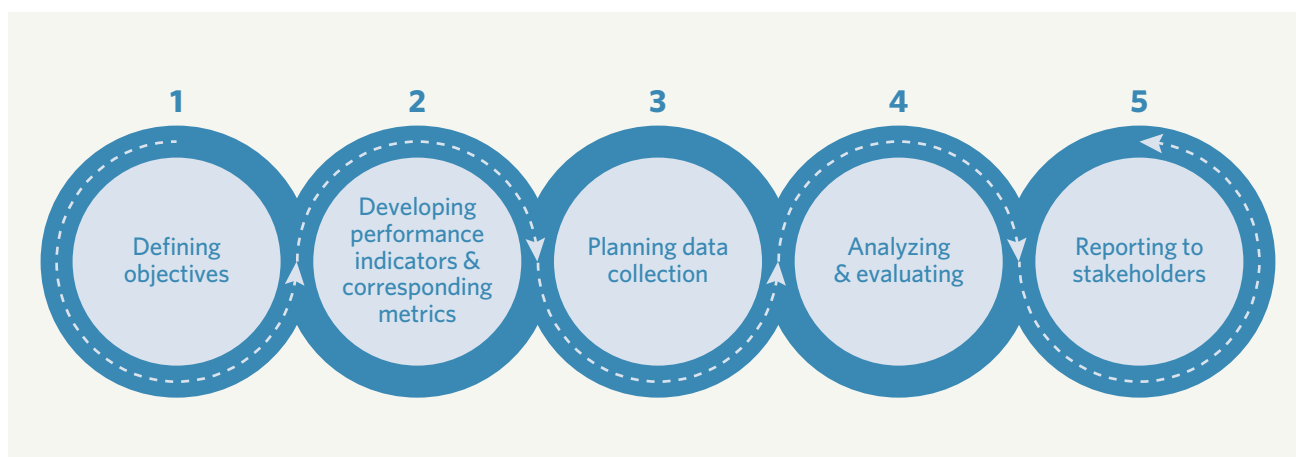 1
Defining
objectives
2
Developing
performance
indicators &
corresponding
metrics
3
Planning data
collection
4
Analyzing
& evaluating
5
Reporting to
stakeholders